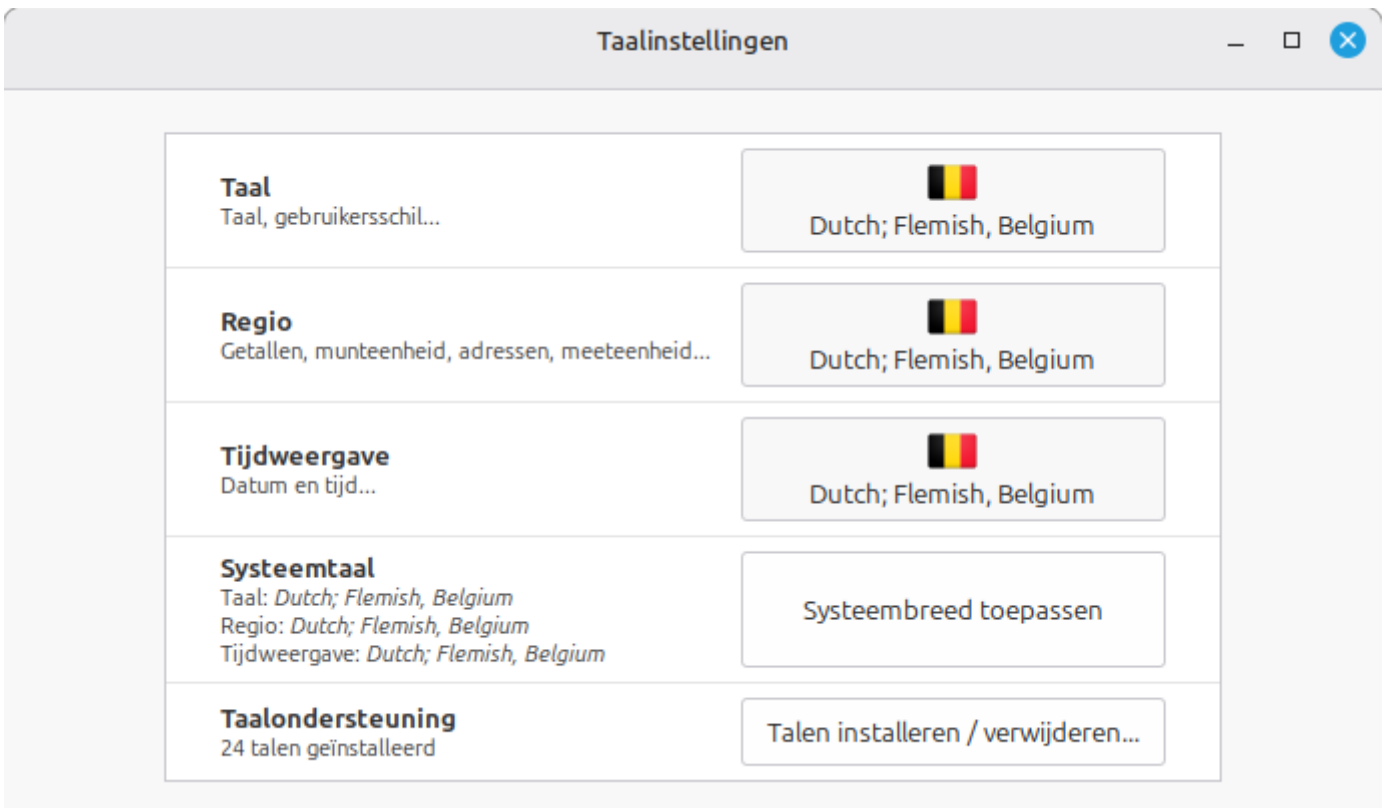 Taalinstellingen
Taal
Taal, gebruikersschil...
Dutch; Flemish, Belgium
Regio
Getallen, munteenheid, adressen, meeteenheid...
Dutch; Flemish, Belgium
Tijdweergave
Datum en tijd...
Dutch; Flemish, Belgium
Systeemtaal
Taal: Dutch; Flemish, Belgium
Regio: Dutch; Flemish, Belgium
Tijdweergave: Dutch; Flemish, Belgium
Systeembreed toepassen
Taalondersteuning
24 talen geïnstalleerd
Talen installeren / verwijderen...